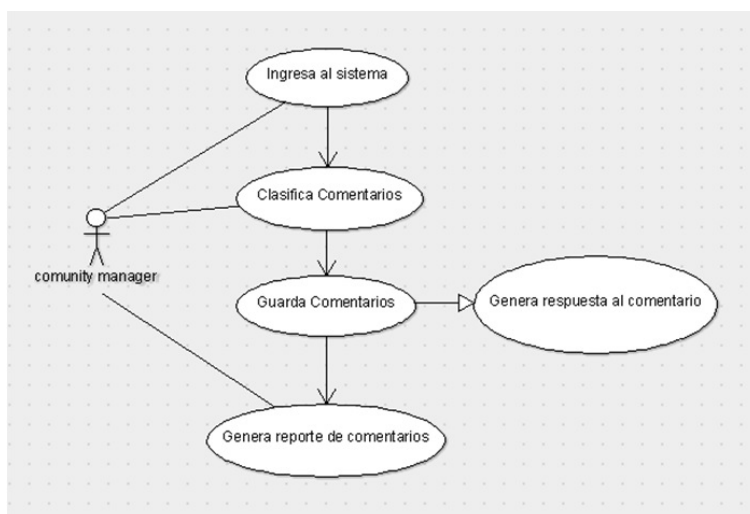 Ingresa al sistema
Clasifica Comentarios
comunity manager
Guarda Comentarios
Genera respuesta al comentario
Genera reporte de comentarios